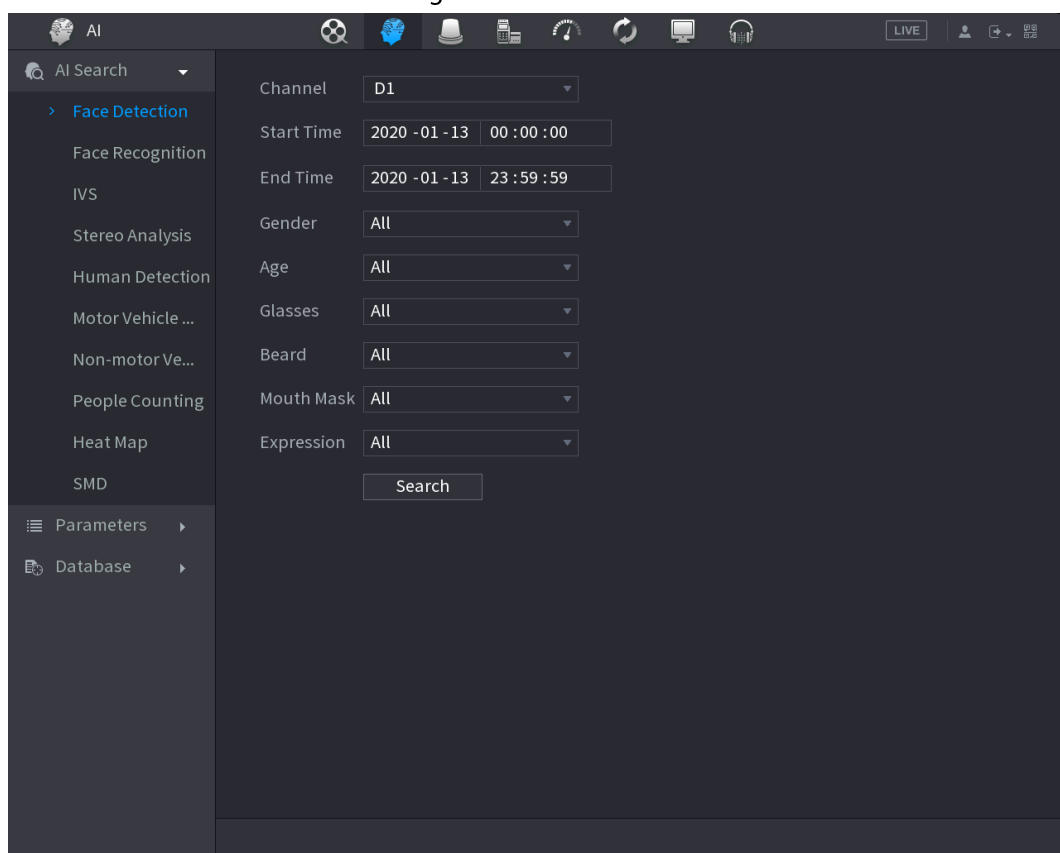 AI
LIVE
AI Search
Face Detection
Face Recognition
IVS
Stereo Analysis
Human Detection
Motor Vehicle ...
Non-motor Ve...
People Counting
Heat Map
SMD
Parameters
Database
Channel D1
Start Time 2020 -01 -13 00 :00 :00
End Time 2020 -01 -13 23 :59 :59
Gender All
Age All
Glasses All
Beard All
Mouth Mask All
Expression All
Search